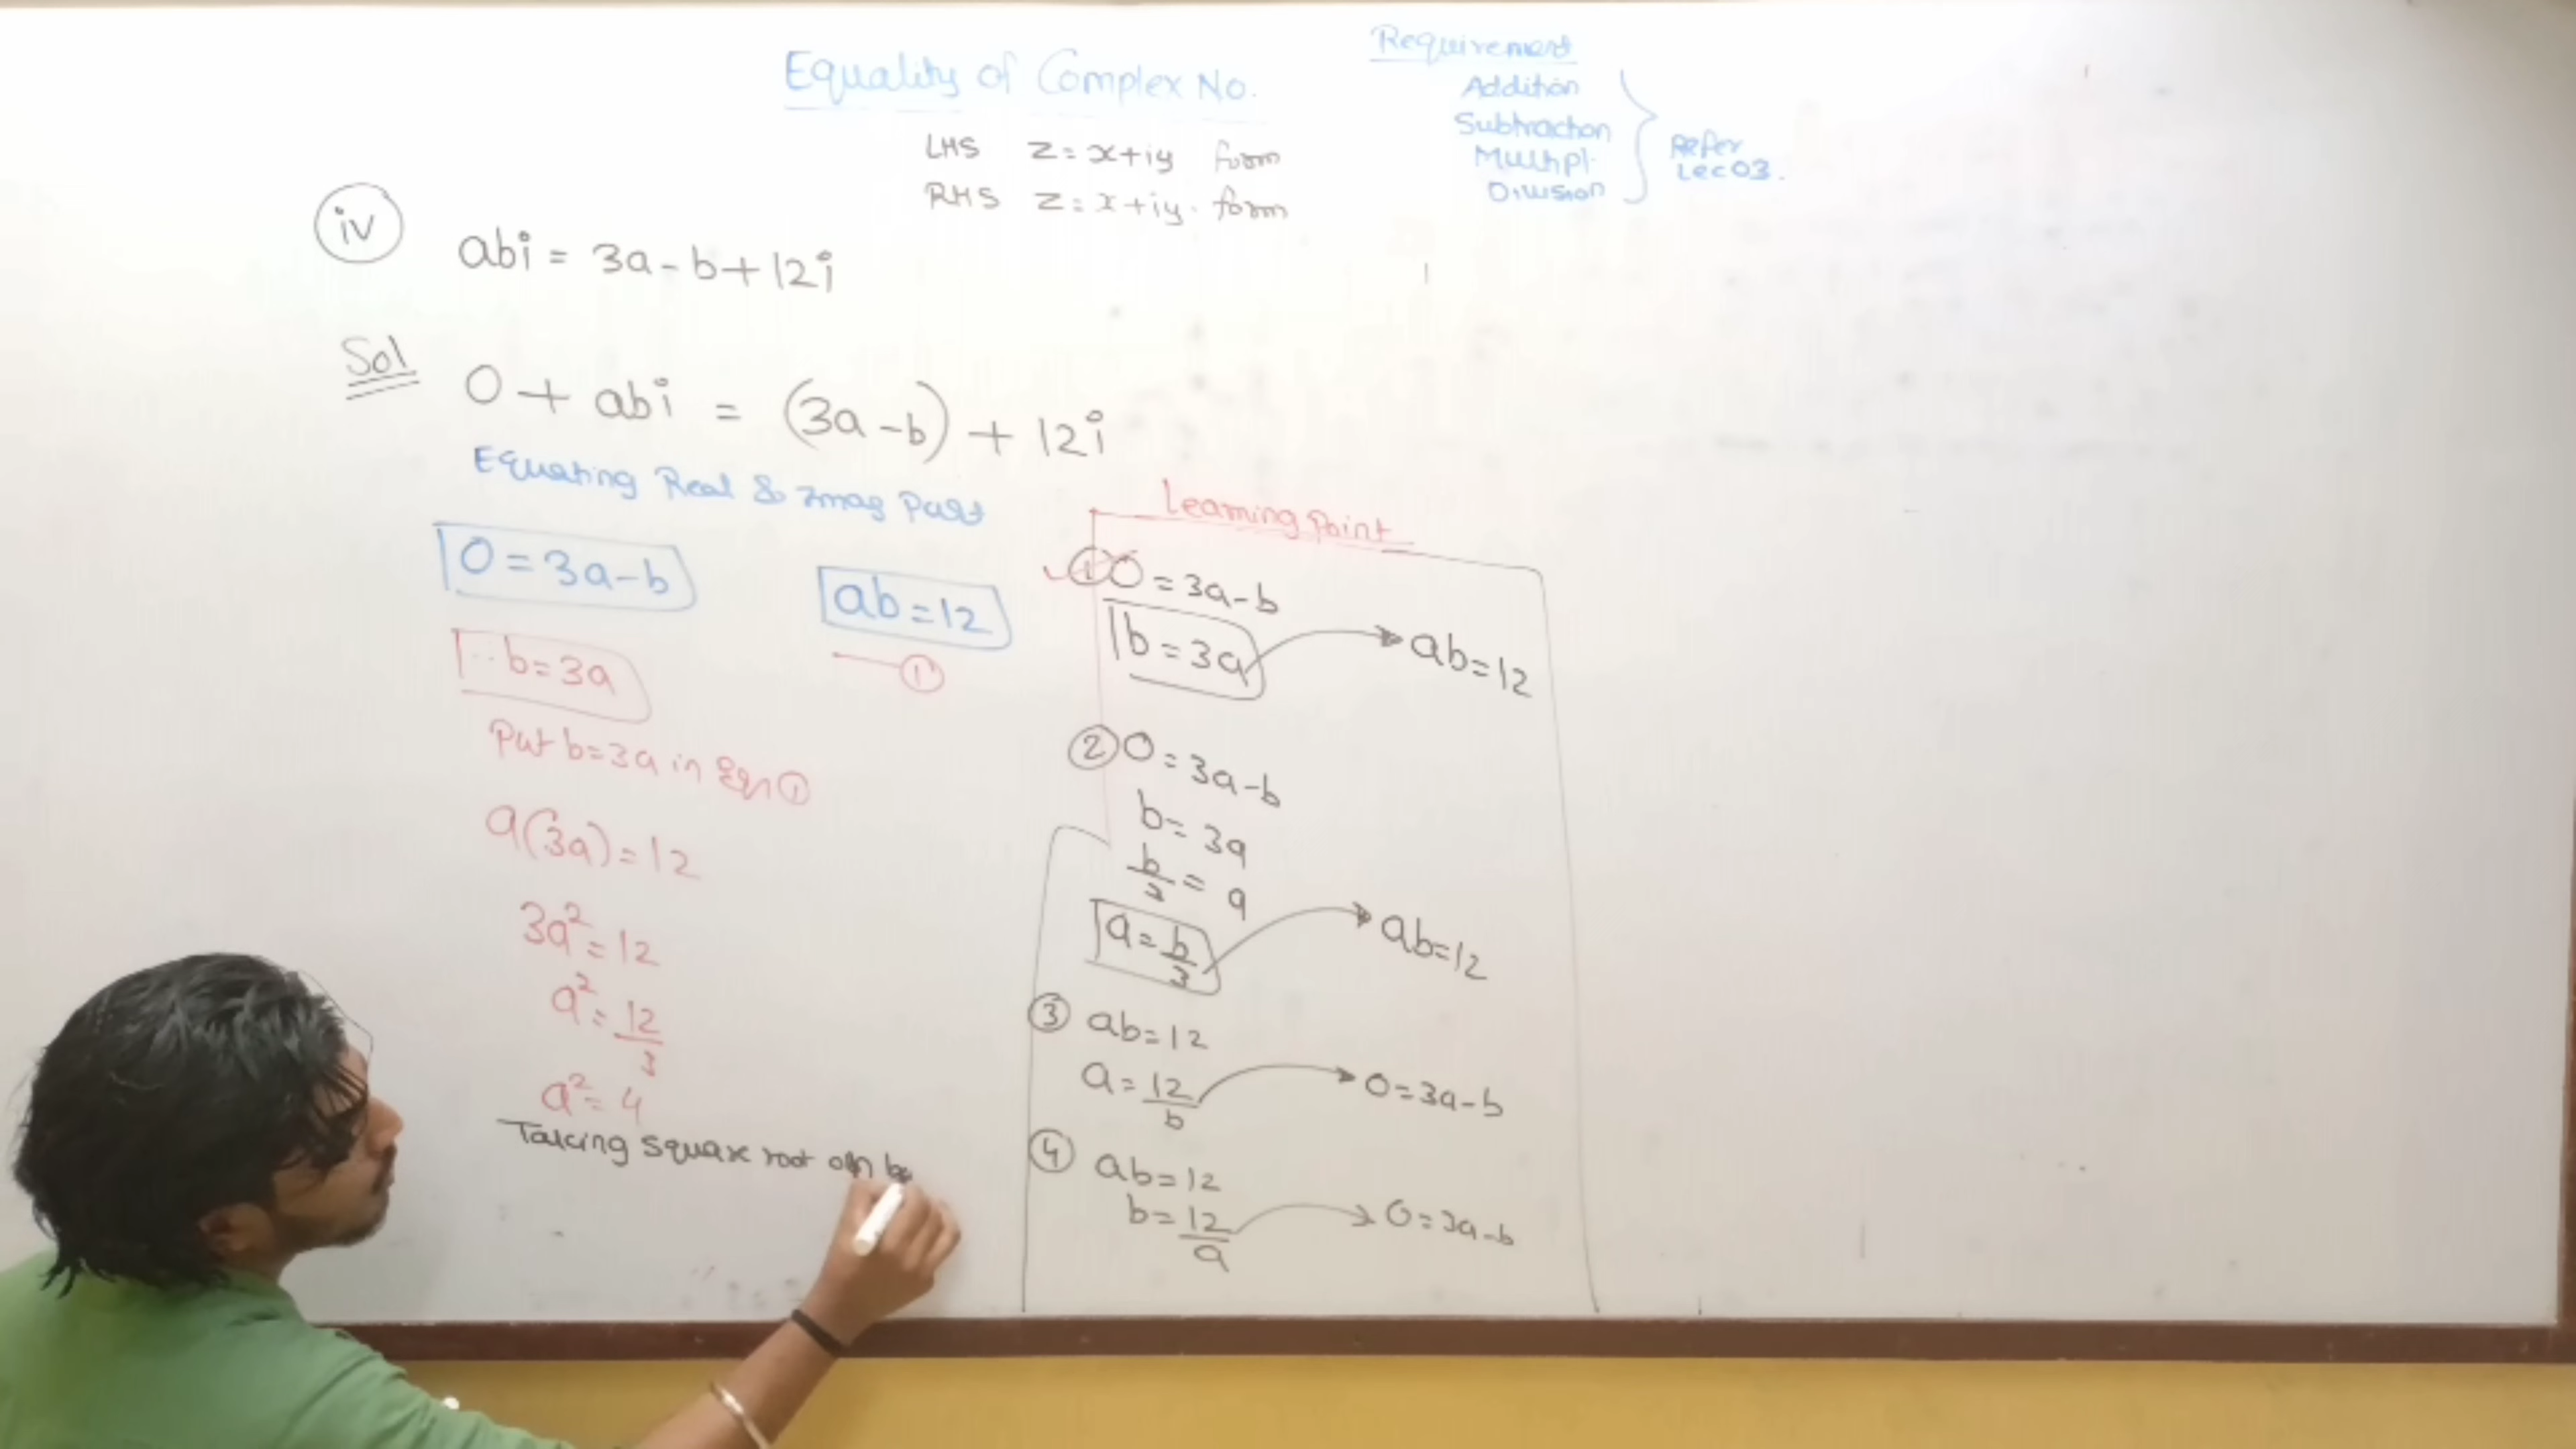 Equality of Complex No.
LHS z = x+iy form
RHS z = x+iy. form
Requirement
Addition
Subtraction
Multipl.
Division
Refer
Lec 03.
iv abi = 3a - b + 12i
Sol 0 + abi = (3a - b) + 12i
Equating Real & Imag Part
0 = 3a - b
ab = 12
∴ b = 3a
①
Put b = 3a in Eqn ①
a(3a) = 12
3a² = 12
a² = 12/3
a² = 4
Taking square root on
Learning Point
① 0 = 3a - b
b = 3a → ab = 12
② 0 = 3a - b
b = 3a
b/3 = a
a = b/3 → ab = 12
③ ab = 12
a = 12/b → 0 = 3a - b
④ ab = 12
b = 12/a → 0 = 3a - b